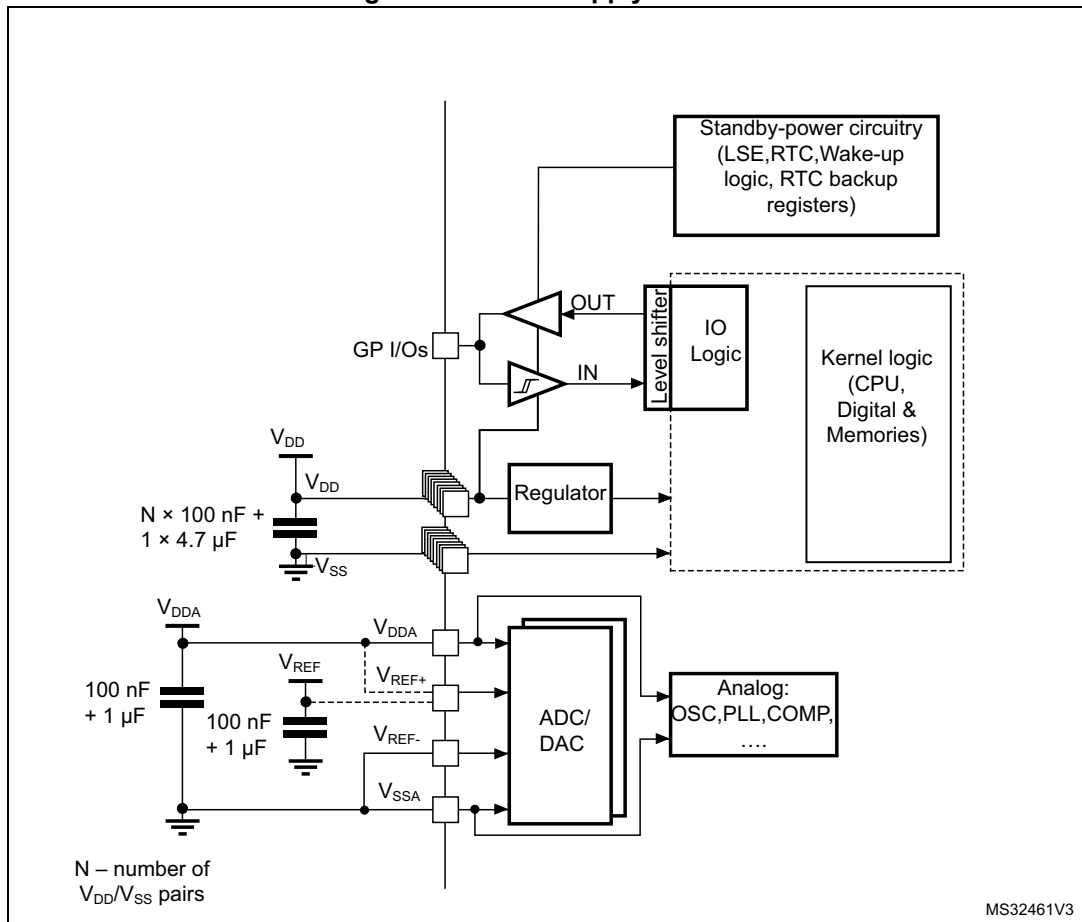 Standby-power circuitry
(LSE,RTC,Wake-up
logic, RTC backup
registers)
OUT
Level shifter
IO
Logic
GP I/Os
IN
Kernel logic
(CPU,
Digital &
Memories)
VDD
VDD
Regulator
N × 100 nF +
1 × 4.7 µF
VSS
VDDA
VDDA
VREF
VREF+
100 nF
+ 1 µF
100 nF
+ 1 µF
VREF-
ADC/
DAC
Analog:
OSC,PLL,COMP,
....
VSSA
N – number of
VDD/VSS pairs
MS32461V3